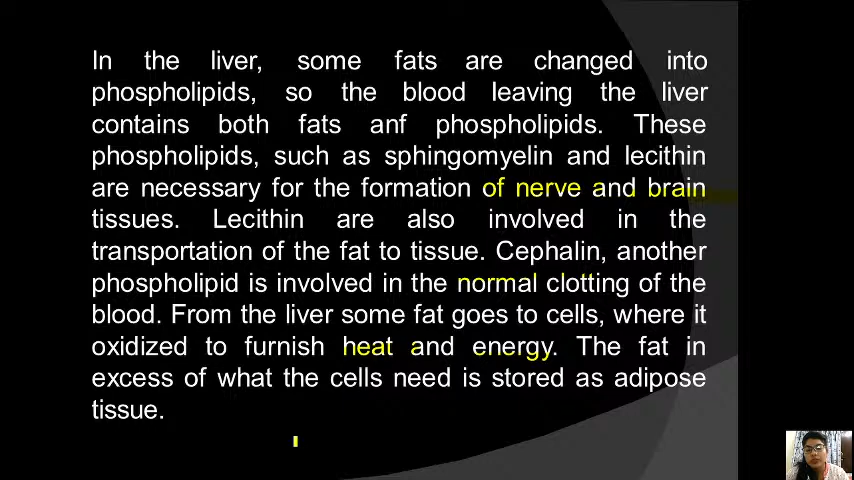 In the liver, some fats are changed into
phospholipids, so the blood leaving the liver
contains both fats anf phospholipids. These
phospholipids, such as sphingomyelin and lecithin
are necessary for the formation of nerve and brain
tissues. Lecithin are also involved in the
transportation of the fat to tissue. Cephalin, another
phospholipid is involved in the normal clotting of the
blood. From the liver some fat goes to cells, where it
oxidized to furnish heat and energy. The fat in
excess of what the cells need is stored as adipose
tissue.